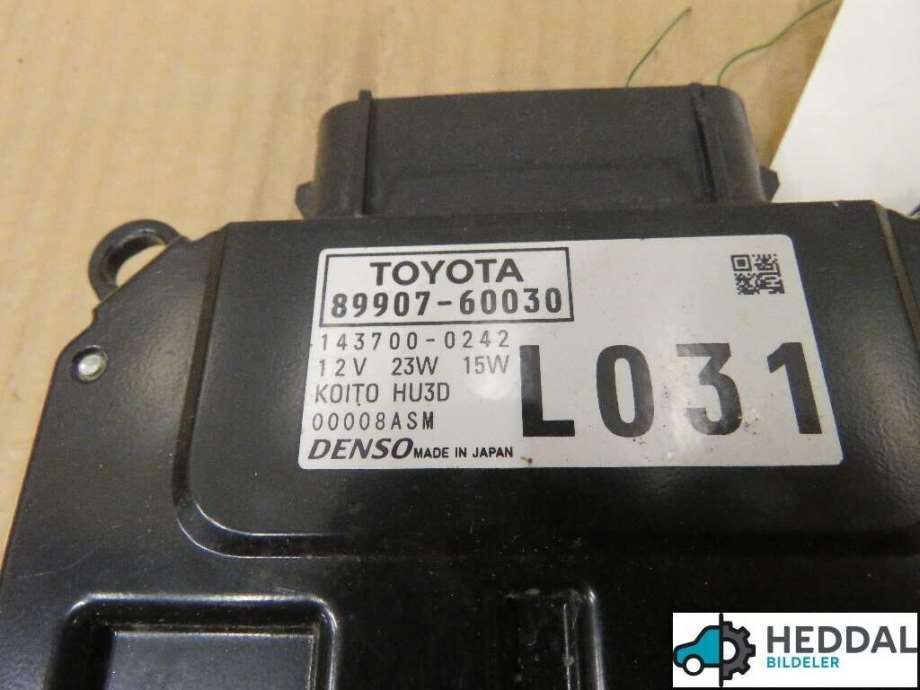 TOYOTA
89907-60030
143700-0242
12V 23W 15W
KOITO HU3D
00008ASM
DENSO MADE IN JAPAN
L031
HEDDAL
BILDELER